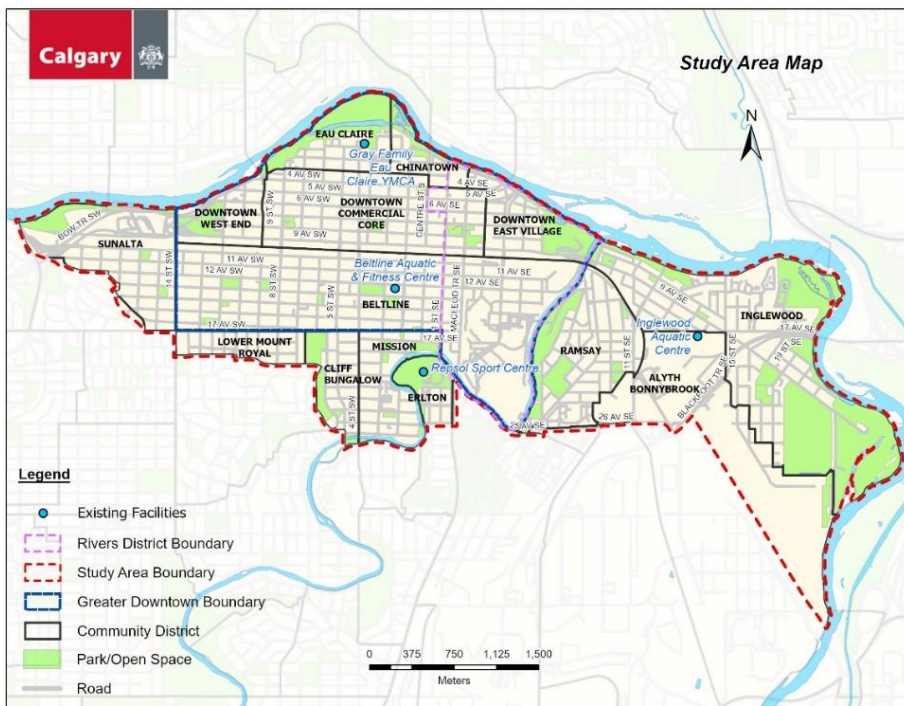 Calgary
Study Area Map
N
EAU CLAIRE
Gray Family
Eau
Claire YMCA
CHINATOWN
4 AV SW
4 AV SE
5 AV SW
5 AV SE
6 AV SW
6 AV SE
9 ST SW
DOWNTOWN
WEST END
DOWNTOWN
COMMERCIAL
CORE
CENTRE ST S
DOWNTOWN
EAST VILLAGE
BOW TR SW
SUNALTA
9 AV SW
11 AV SW
11 AV SE
12 AV SW
12 AV SE
14 ST SW
8 ST SW
5 ST SW
Beltline Aquatic
& Fitness Centre
BELTLINE
1 ST SE
MACLEOD TR SE
9 AV SE
INGLEWOOD
17 AV SE
19 ST
17 AV SW
17 AV SE
LOWER MOUNT
ROYAL
MISSION
CLIFF
BUNGALOW
4 ST SW
Repsol Sport Centre
ERLTON
RAMSAY
11 ST SE
Inglewood
Aquatic
Centre
15 ST SE
ALYTH
BONNYBROOK
BLACKFOOT TR SE
25 AV SE
26 AV SE
Legend
Existing Facilities
Rivers District Boundary
Study Area Boundary
Greater Downtown Boundary
Community District
Park/Open Space
Road
0 375 750 1,125 1,500
Meters